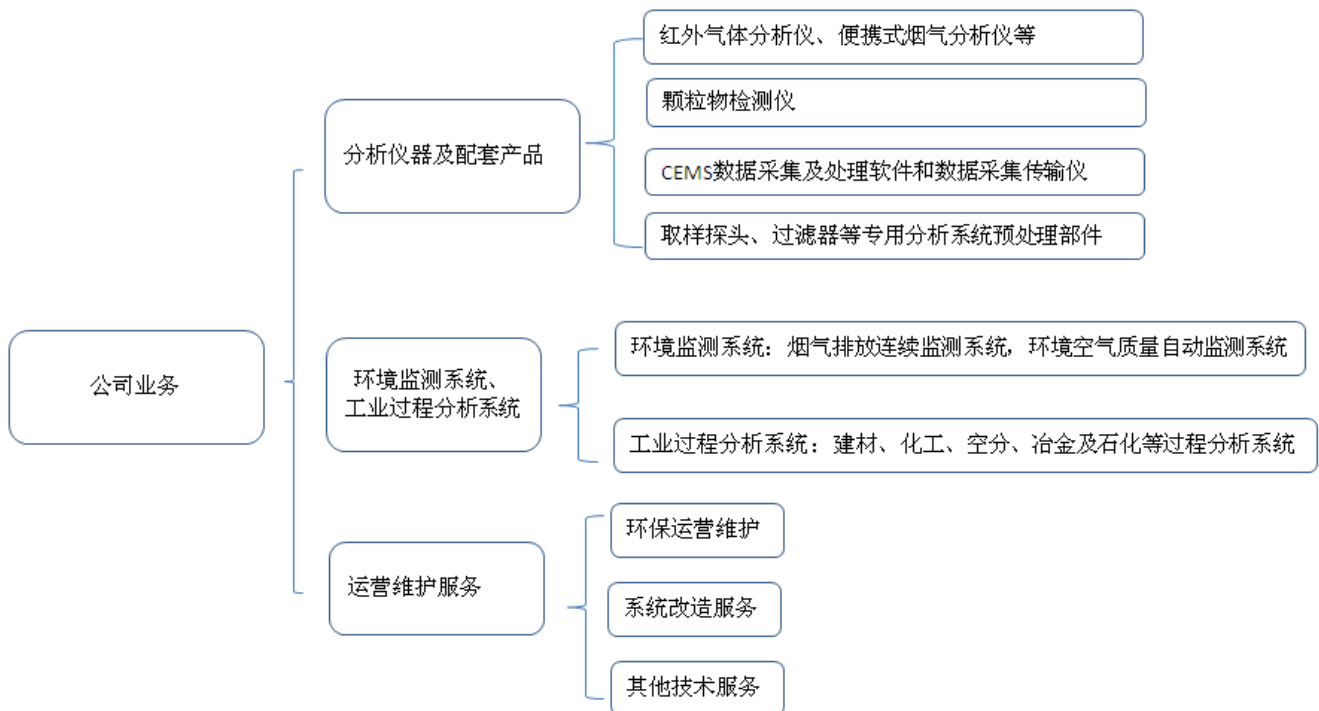 公司业务
分析仪器及配套产品
红外气体分析仪、便携式烟气分析仪等
颗粒物检测仪
CEMS数据采集及处理软件和数据采集传输仪
取样探头、过滤器等专用分析系统预处理部件
环境监测系统、
工业过程分析系统
环境监测系统：烟气排放连续监测系统，环境空气质量自动监测系统
工业过程分析系统：建材、化工、空分、冶金及石化等过程分析系统
运营维护服务
环保运营维护
系统改造服务
其他技术服务